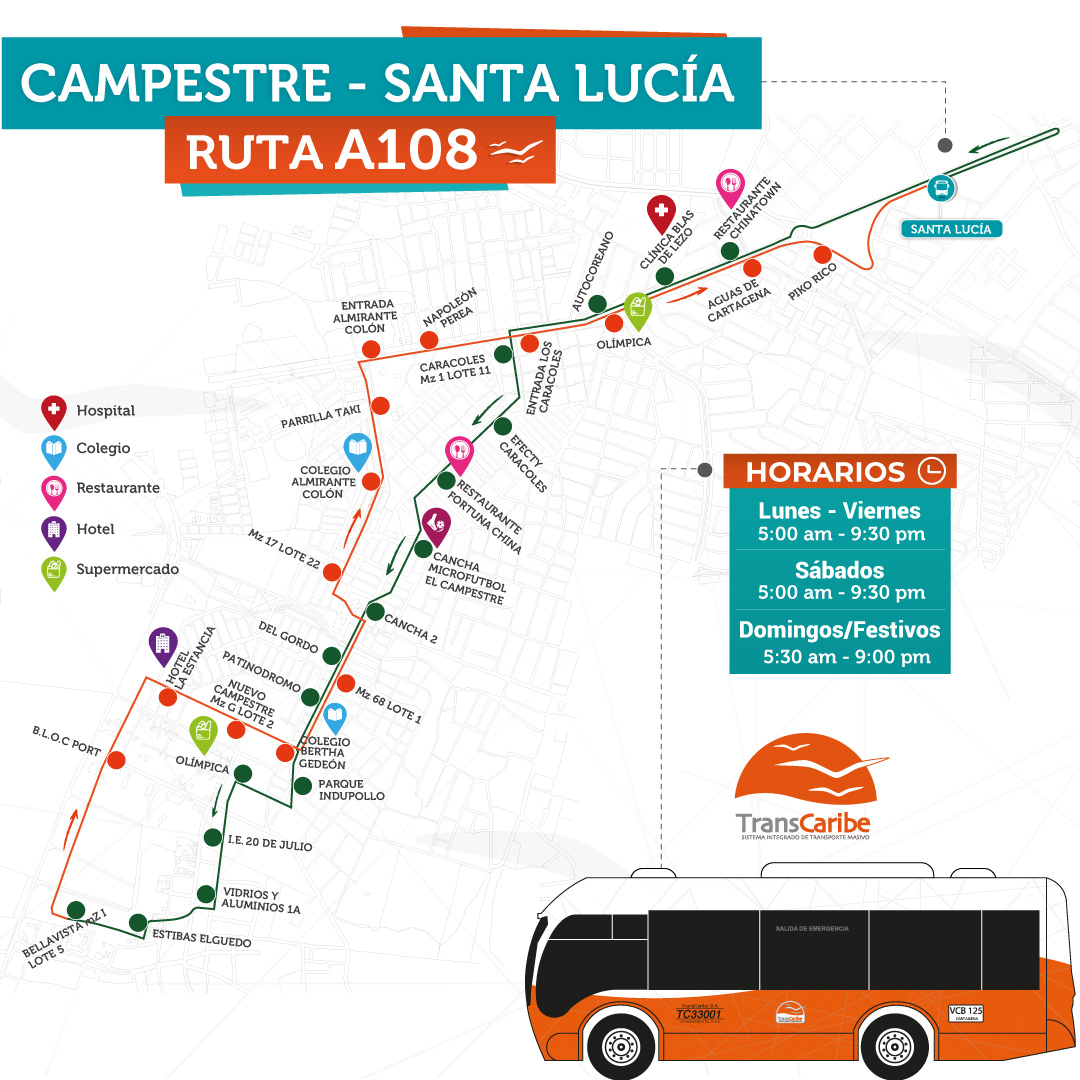 CAMPESTRE - SANTA LUCÍA
RUTA A108
SANTA LUCÍA
RESTAURANTE
CHINATOWN
CLÍNICA BLAS
DE LEZO
AUTOCOREANO
PIKO RICO
AGUAS DE
CARTAGENA
OLÍMPICA
ENTRADA
ALMIRANTE
COLÓN
NAPOLEÓN
PEREA
CARACOLES
Mz 1 LOTE 11
ENTRADA LOS
CARACOLES
PARRILLA TAKI
EFECTY
CARACOLES
COLEGIO
ALMIRANTE
COLÓN
RESTAURANTE
FORTUNA CHINA
Mz 17 LOTE 22
CANCHA
MICROFUTBOL
EL CAMPESTRE
CANCHA 2
DEL GORDO
PATINODROMO
Mz 68 LOTE 1
HOTEL
LA ESTANCIA
NUEVO
CAMPESTRE
Mz G LOTE 2
COLEGIO
BERTHA
GEDEÓN
B.L.O.C PORT
OLÍMPICA
PARQUE
INDUPOLLO
I.E. 20 DE JULIO
VIDRIOS Y
ALUMINIOS 1A
BELLAVISTA mZ I
LOTE 5
ESTIBAS ELGUEDO
Hospital
Colegio
Restaurante
Hotel
Supermercado
HORARIOS
Lunes - Viernes
5:00 am - 9:30 pm
Sábados
5:00 am - 9:30 pm
Domingos/Festivos
5:30 am - 9:00 pm
TransCaribe
SISTEMA INTEGRADO DE TRANSPORTE MASIVO
SALIDA DE EMERGENCIA
TransCaribe S.A.
TC33001
TransCaribe
VCB 125
CARTAGENA